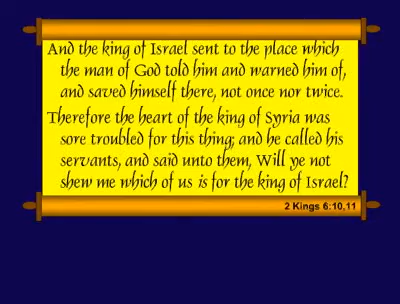 And the king of Israel sent to the place which
the man of God told him and warned him of,
and saved himself there, not once nor twice.
Therefore the heart of the king of Syria was
sore troubled for this thing; and he called his
servants, and said unto them, Will ye not
shew me which of us is for the king of Israel?
2 Kings 6:10,11